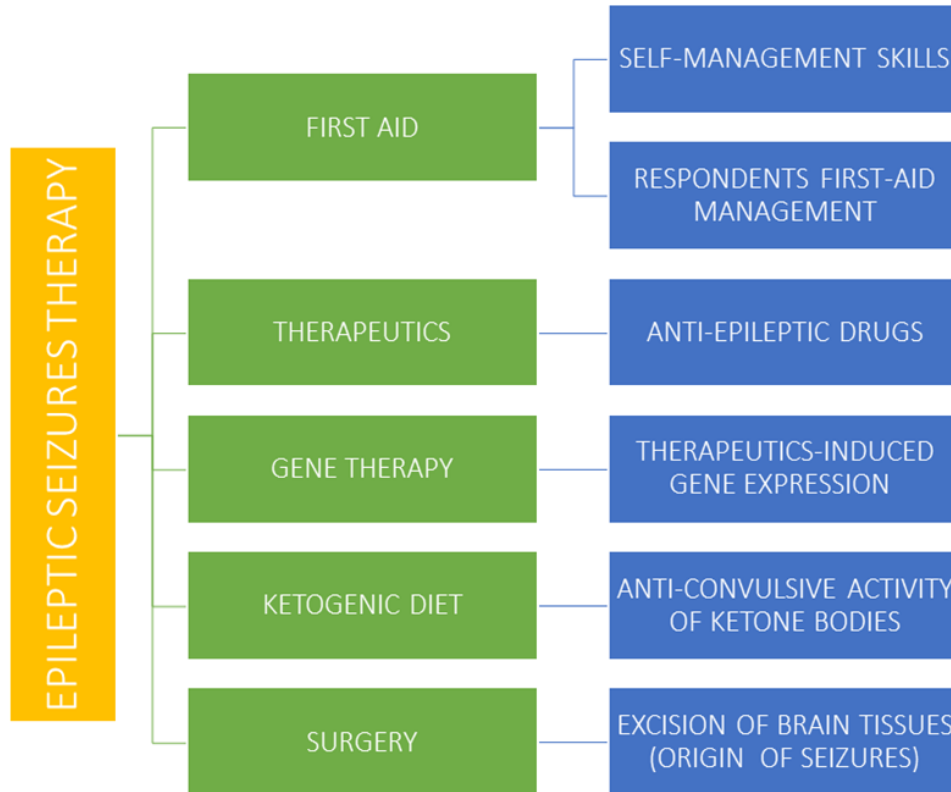 EPILEPTIC SEIZURES THERAPY
FIRST AID
SELF-MANAGEMENT SKILLS
RESPONDENTS FIRST-AID
MANAGEMENT
THERAPEUTICS
ANTI-EPILEPTIC DRUGS
GENE THERAPY
THERAPEUTICS-INDUCED
GENE EXPRESSION
KETOGENIC DIET
ANTI-CONVULSIVE ACTIVITY
OF KETONE BODIES
SURGERY
EXCISION OF BRAIN TISSUES
(ORIGIN OF SEIZURES)